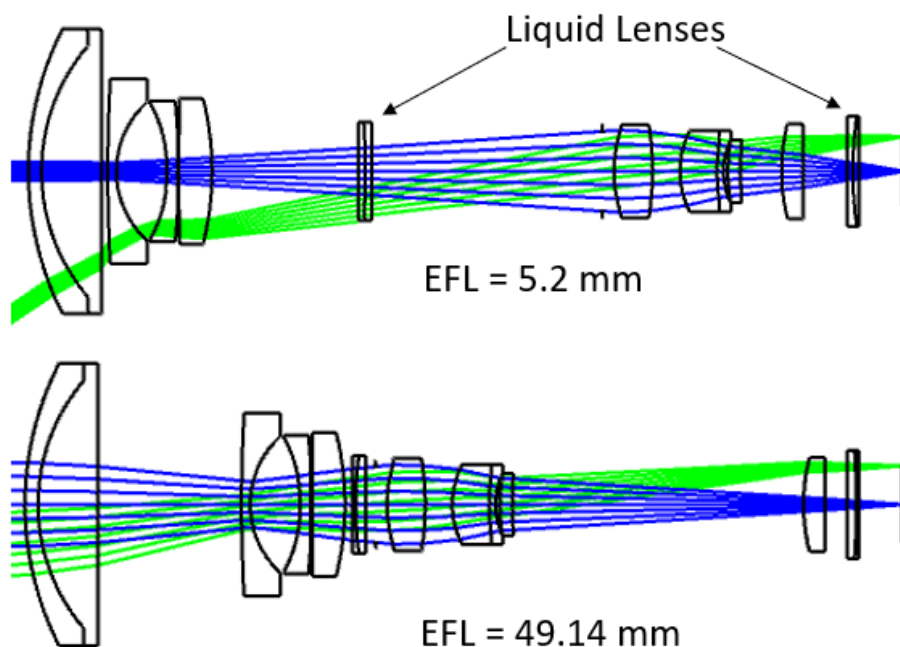 Liquid Lenses
EFL = 5.2 mm
EFL = 49.14 mm